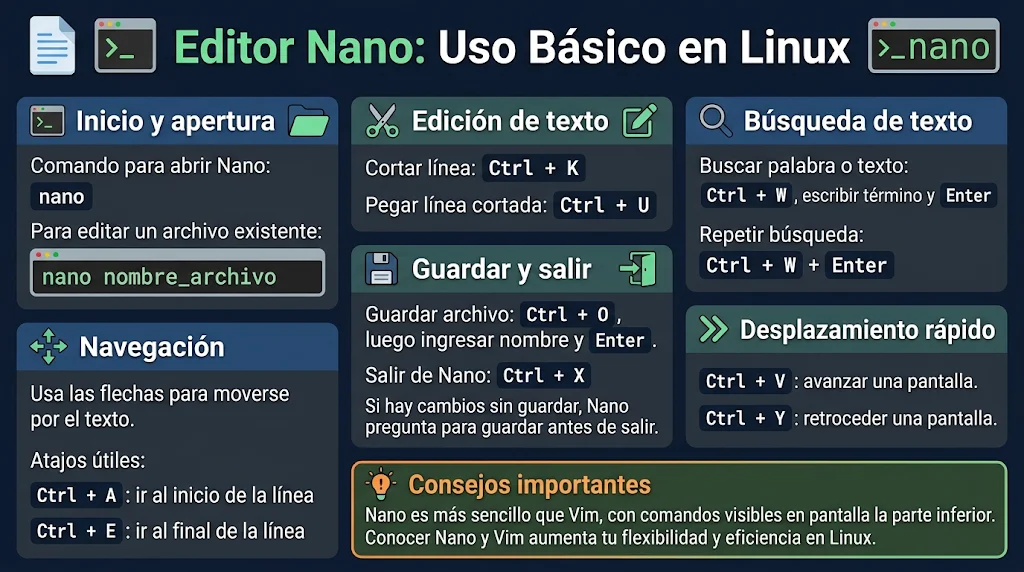 >_
Editor Nano: Uso Básico en Linux
>_nano
>_
Inicio y apertura
Comando para abrir Nano:
nano
Para editar un archivo existente:
nano nombre_archivo
Navegación
Usa las flechas para moverse
por el texto.
Atajos útiles:
Ctrl + A : ir al inicio de la línea
Ctrl + E : ir al final de la línea
Edición de texto
Cortar línea: Ctrl + K
Pegar línea cortada: Ctrl + U
Guardar y salir
Guardar archivo: Ctrl + O ,
luego ingresar nombre y Enter .
Salir de Nano: Ctrl + X
Si hay cambios sin guardar, Nano
pregunta para guardar antes de salir.
Búsqueda de texto
Buscar palabra o texto:
Ctrl + W , escribir término y Enter
Repetir búsqueda:
Ctrl + W + Enter
Desplazamiento rápido
Ctrl + V : avanzar una pantalla.
Ctrl + Y : retroceder una pantalla.
Consejos importantes
Nano es más sencillo que Vim, con comandos visibles en pantalla la parte inferior.
Conocer Nano y Vim aumenta tu flexibilidad y eficiencia en Linux.